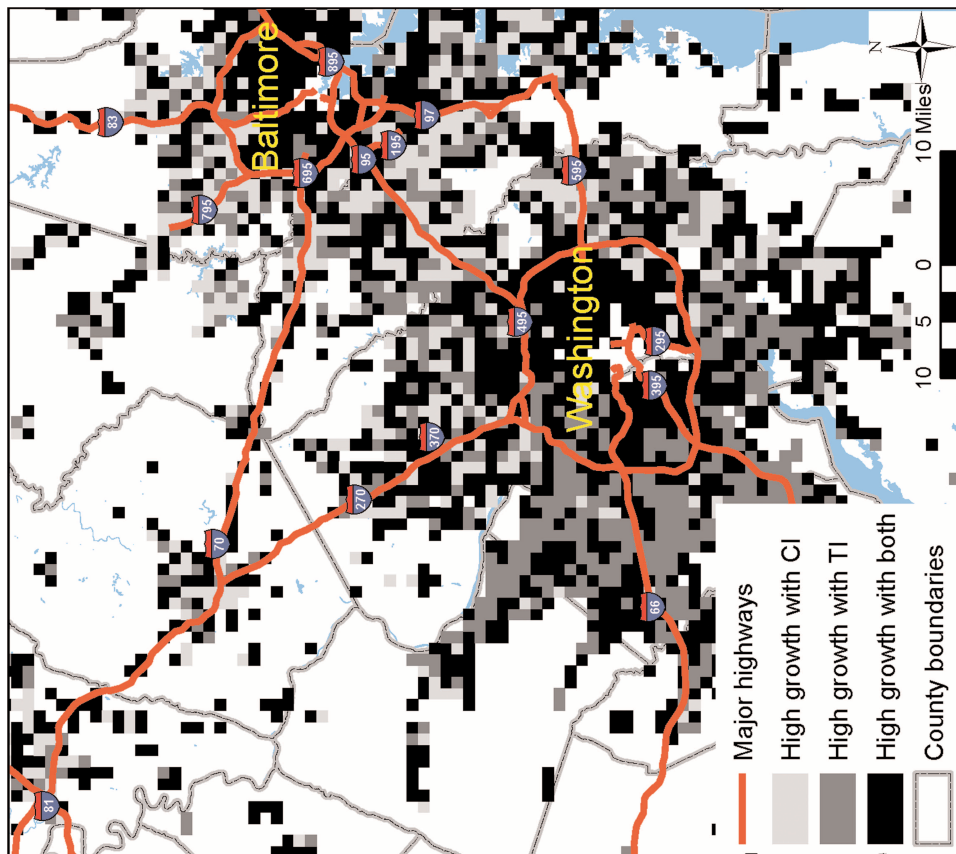 81
83
795
70
Baltimore
695
895
270
95
195
370
97
495
595
Washington
66
395
295
Major highways
High growth with CI
High growth with TI
High growth with both
County boundaries
N
10 5 0 10 Miles